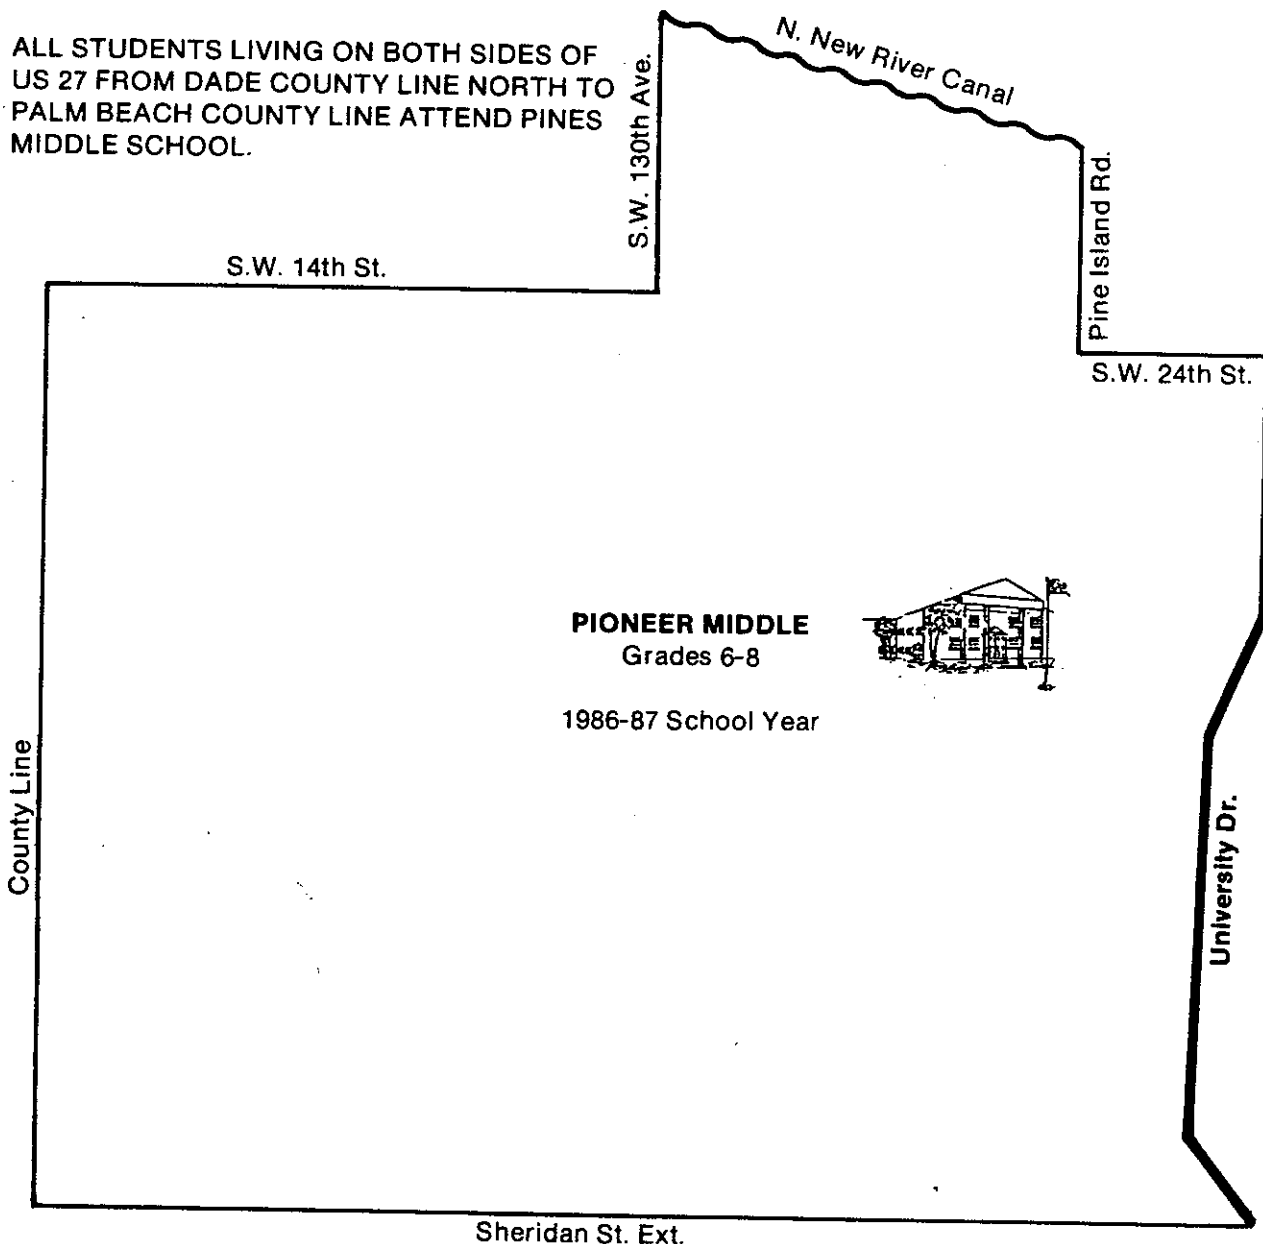 ALL STUDENTS LIVING ON BOTH SIDES OF
US 27 FROM DADE COUNTY LINE NORTH TO
PALM BEACH COUNTY LINE ATTEND PINES
MIDDLE SCHOOL.
S.W. 130th Ave.
N. New River Canal
Pine Island Rd.
S.W. 14th St.
S.W. 24th St.
PIONEER MIDDLE
Grades 6-8
1986-87 School Year
County Line
University Dr.
Sheridan St. Ext.